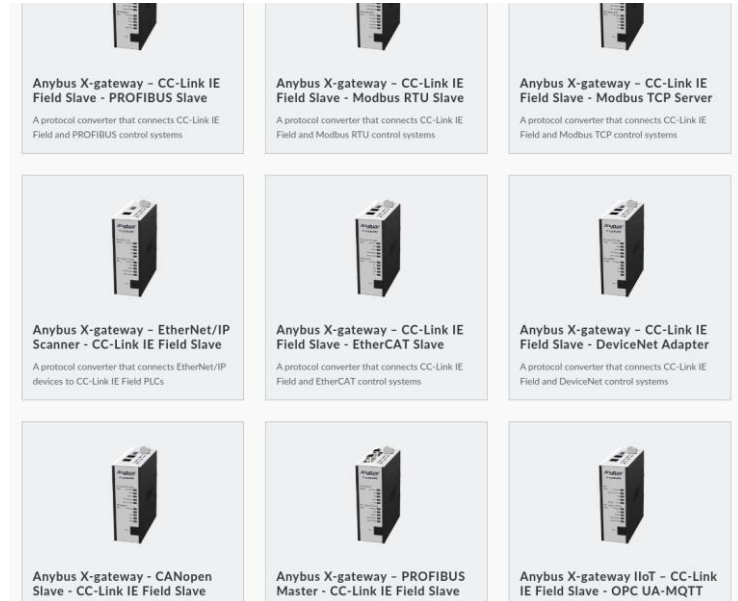 Anybus X-gateway – CC-Link IE
Field Slave - PROFIBUS Slave
A protocol converter that connects CC-Link IE
Field and PROFIBUS control systems
Anybus X-gateway – CC-Link IE
Field Slave - Modbus RTU Slave
A protocol converter that connects CC-Link IE
Field and Modbus RTU control systems
Anybus X-gateway – CC-Link IE
Field Slave - Modbus TCP Server
A protocol converter that connects CC-Link IE
Field and Modbus TCP control systems
Anybus X-gateway – EtherNet/IP
Scanner - CC-Link IE Field Slave
A protocol converter that connects EtherNet/IP
devices to CC-Link IE Field PLCs
Anybus X-gateway – CC-Link IE
Field Slave - EtherCAT Slave
A protocol converter that connects CC-Link IE
Field and EtherCAT control systems
Anybus X-gateway – CC-Link IE
Field Slave - DeviceNet Adapter
A protocol converter that connects CC-Link IE
Field and DeviceNet control systems
Anybus X-gateway - CANopen
Slave - CC-Link IE Field Slave
Anybus X-gateway – PROFIBUS
Master - CC-Link IE Field Slave
Anybus X-gateway IIoT – CC-Link
IE Field Slave - OPC UA-MQTT